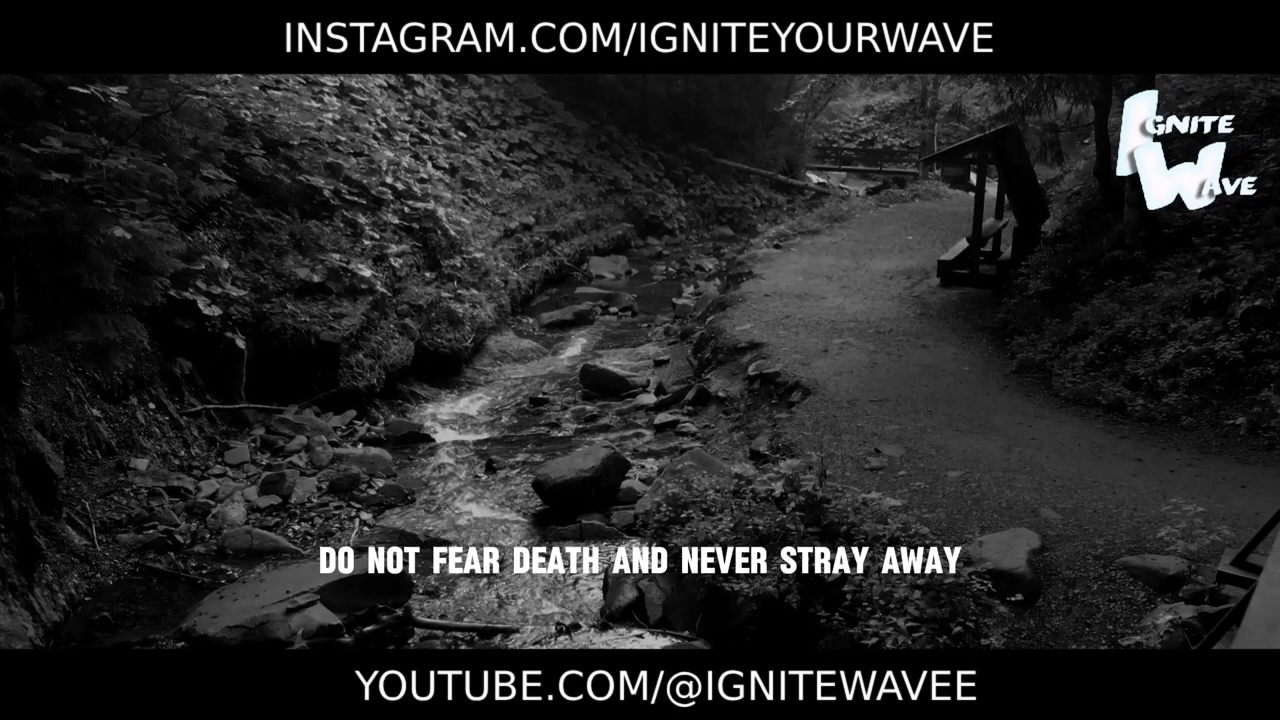 INSTAGRAM.COM/IGNITEYOURWAVE
IGNITE
WAVE
DO NOT FEAR DEATH AND NEVER STRAY AWAY
YOUTUBE.COM/@IGNITEWAVEE